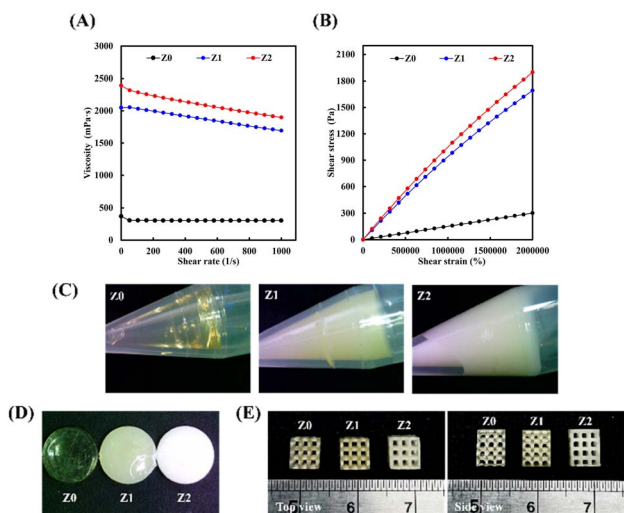 (A)
Z0 Z1 Z2
3000
2500
2000
1500
1000
500
0
Viscosity (mPa·s)
0 200 400 600 800 1000
Shear rate (1/s)
(B)
Z0 Z1 Z2
2100
1800
1500
1200
900
600
300
0
Shear stress (Pa)
0 500000 1000000 1500000 2000000
Shear strain (%)
(C)
Z0
Z1
Z2
(D)
Z0 Z1 Z2
(E)
Z0 Z1 Z2
5 6 7
Top view
Z0 Z1 Z2
5 6 7
Side view